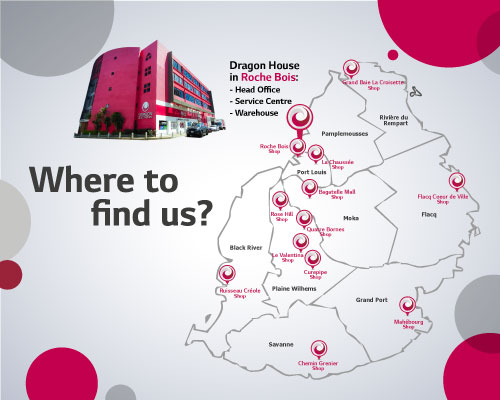 Dragon House
in Roche Bois:
- Head Office
- Service Centre
- Warehouse
Where to
find us?
Grand Baie La Croisette
Shop
Rivière du
Rempart
Pamplemousses
Roche Bois
Shop
La Chaussée
Shop
Port Louis
Bagatelle Mall
Shop
Flacq Coeur de Ville
Shop
Rose Hill
Shop
Moka
Flacq
Quatre Bornes
Shop
Black River
Le Valentina
Shop
Curepipe
Shop
Ruisseau Créole
Shop
Plaine Wilhems
Grand Port
Mahébourg
Shop
Savanne
Chemin Grenier
Shop